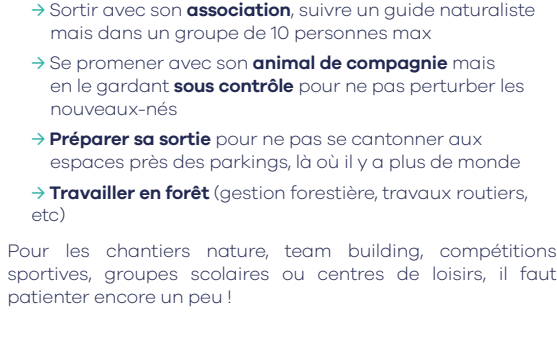 → Sortir avec son association, suivre un guide naturaliste
mais dans un groupe de 10 personnes max
→ Se promener avec son animal de compagnie mais
en le gardant sous contrôle pour ne pas perturber les
nouveaux-nés
→ Préparer sa sortie pour ne pas se cantonner aux
espaces près des parkings, là où il y a plus de monde
→ Travailler en forêt (gestion forestière, travaux routiers,
etc)
Pour les chantiers nature, team building, compétitions
sportives, groupes scolaires ou centres de loisirs, il faut
patienter encore un peu !